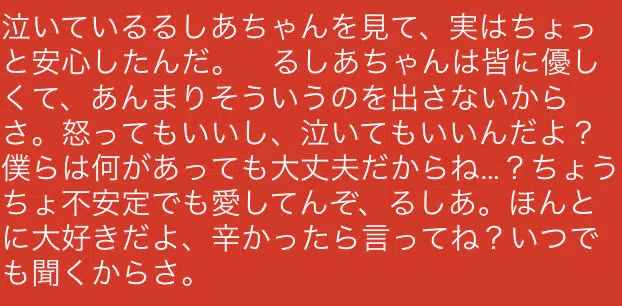 泣いているるしあちゃんを見て、実はちょっ
と安心したんだ。　るしあちゃんは皆に優し
くて、あんまりそういうのを出さないから
さ。怒ってもいいし、泣いてもいいんだよ？
僕らは何があっても大丈夫だからね…？ちょう
ちょ不安定でも愛してんぞ、るしあ。ほんと
に大好きだよ、辛かったら言ってね？いつで
も聞くからさ。